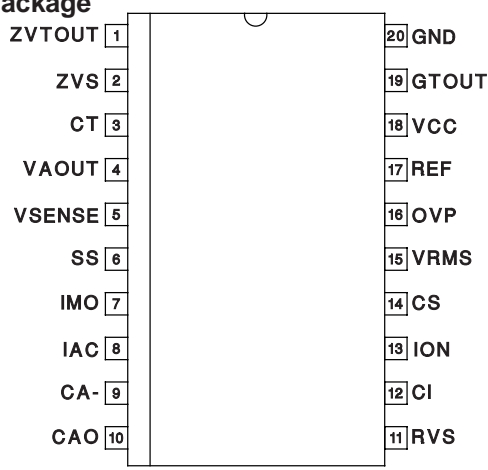 ackage
ZVTOUT 1
20 GND
ZVS 2
19 GTOUT
CT 3
18 VCC
VAOUT 4
17 REF
VSENSE 5
16 OVP
SS 6
15 VRMS
IMO 7
14 CS
IAC 8
13 ION
CA- 9
12 CI
CAO 10
11 RVS